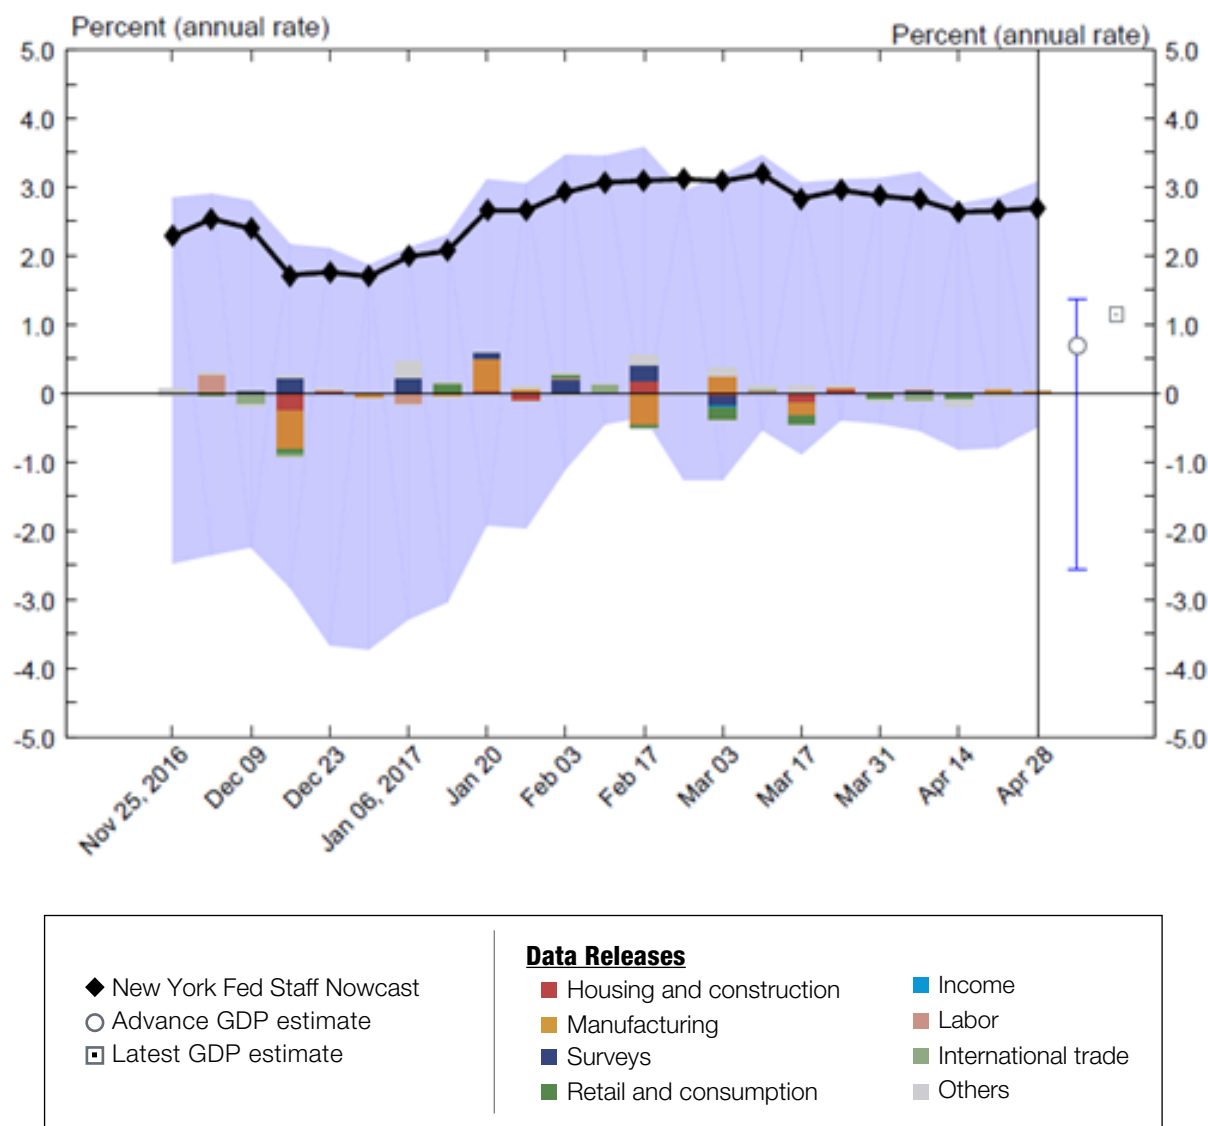 Percent (annual rate)
Percent (annual rate)
5.0 5.0
4.0 4.0
3.0 3.0
2.0 2.0
1.0 1.0
0 0
-1.0 -1.0
-2.0 -2.0
-3.0 -3.0
-4.0 -4.0
-5.0 -5.0
Nov 25, 2016
Dec 09
Dec 23
Jan 06, 2017
Jan 20
Feb 03
Feb 17
Mar 03
Mar 17
Mar 31
Apr 14
Apr 28
New York Fed Staff Nowcast
Advance GDP estimate
Latest GDP estimate
Data Releases
Housing and construction
Manufacturing
Surveys
Retail and consumption
Income
Labor
International trade
Others